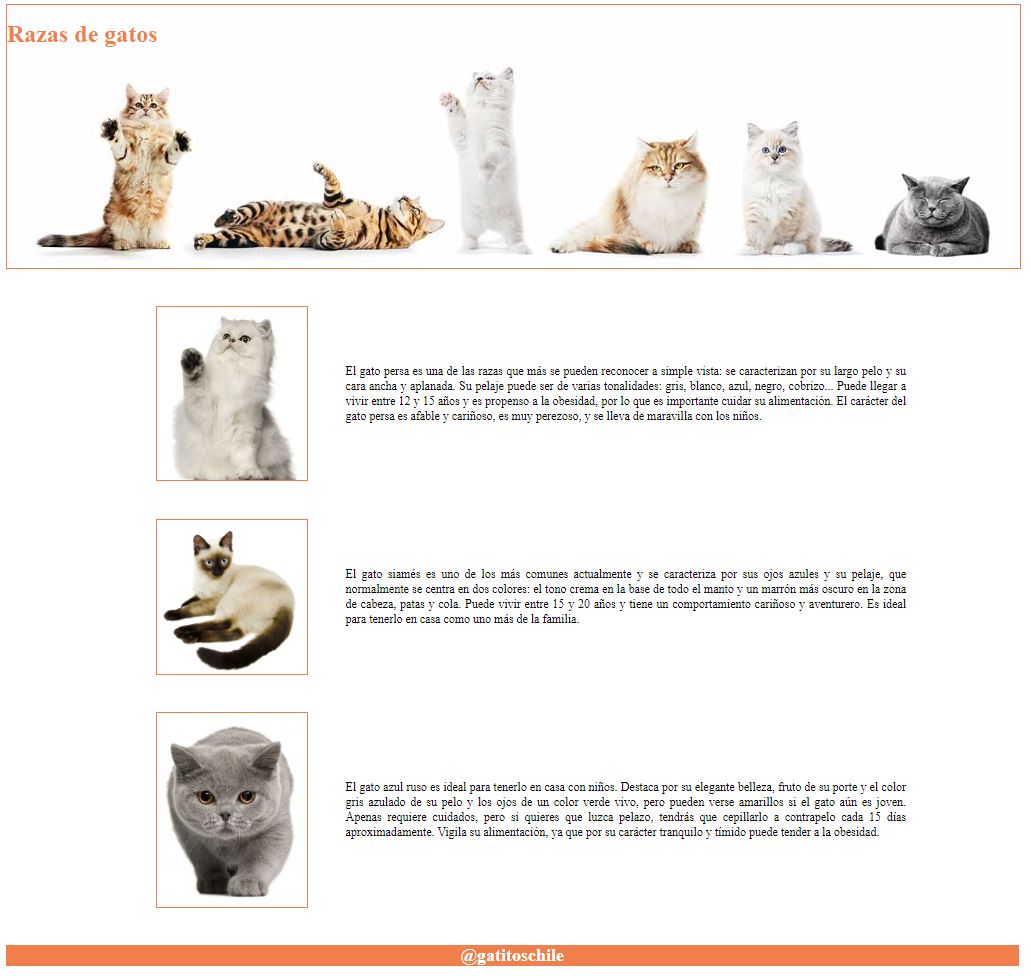 Razas de gatos
El gato persa es una de las razas que más se pueden reconocer a simple vista: se caracterizan por su largo pelo y su
cara ancha y aplanada. Su pelaje puede ser de varias tonalidades: gris, blanco, azul, negro, cobrizo... Puede llegar a
vivir entre 12 y 15 años y es propenso a la obesidad, por lo que es importante cuidar su alimentación. El carácter del
gato persa es afable y cariñoso, es muy perezoso, y se lleva de maravilla con los niños.
El gato siamés es uno de los más comunes actualmente y se caracteriza por sus ojos azules y su pelaje, que
normalmente se centra en dos colores: el tono crema en la base de todo el manto y un marrón más oscuro en la zona
de cabeza, patas y cola. Puede vivir entre 15 y 20 años y tiene un comportamiento cariñoso y aventurero. Es ideal
para tenerlo en casa como uno más de la familia.
El gato azul ruso es ideal para tenerlo en casa con niños. Destaca por su elegante belleza, fruto de su porte y el color
gris azulado de su pelo y los ojos de un color verde vivo, pero pueden verse amarillos si el gato aún es joven.
Apenas requiere cuidados, pero si quieres que luzca pelazo, tendrás que cepillarlo a contrapelo cada 15 días
aproximadamente. Vigila su alimentación, ya que por su carácter tranquilo y tímido puede tender a la obesidad.
@gatitoschile